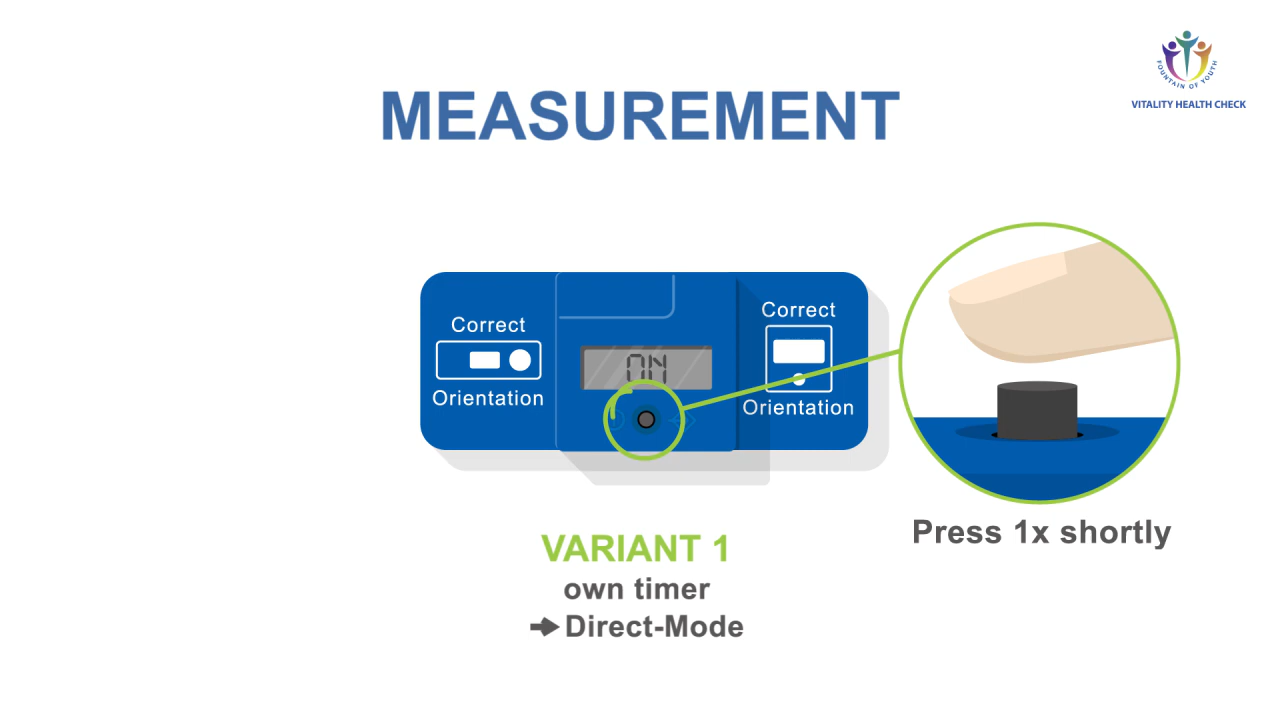 FOUNTAIN OF YOUTH
VITALITY HEALTH CHECK
MEASUREMENT
Correct
Orientation
ON
Correct
Orientation
Press 1x shortly
VARIANT 1
own timer
➔ Direct-Mode